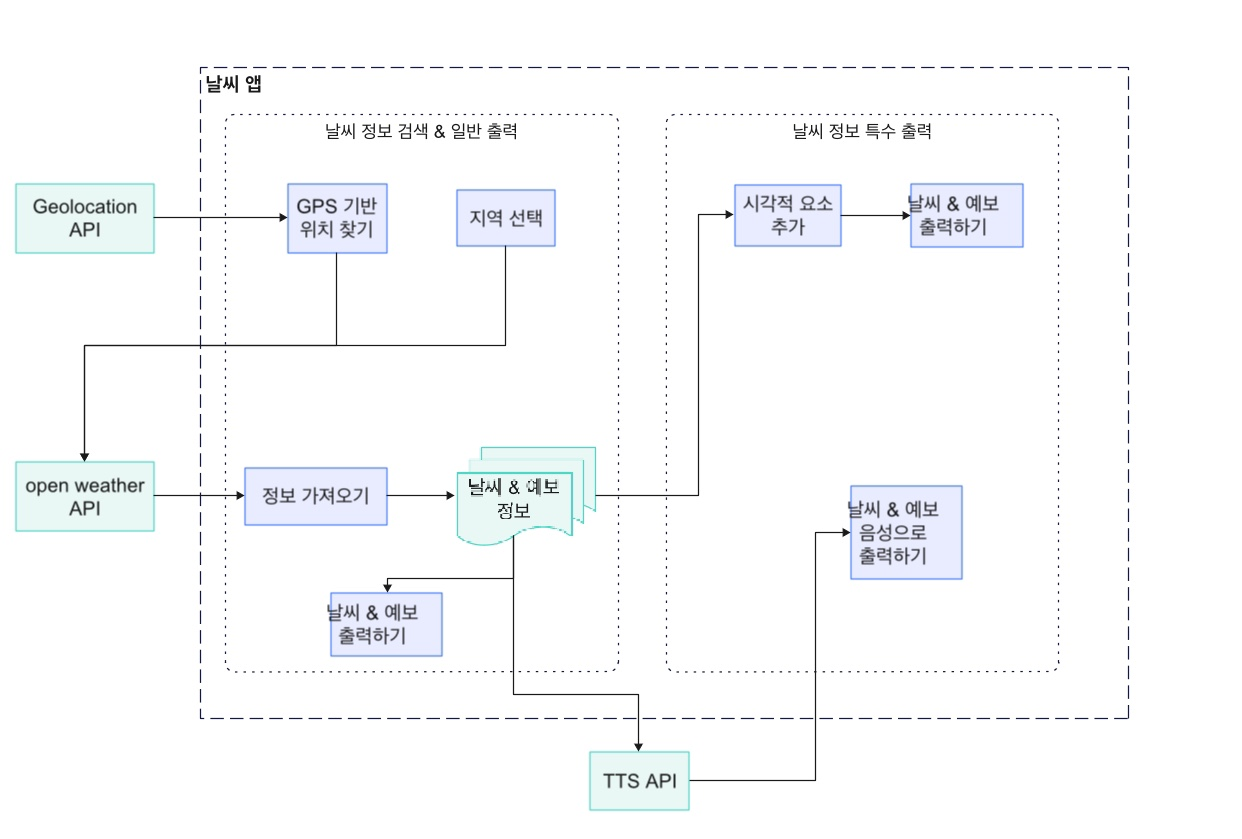 날씨 앱
날씨 정보 검색 & 일반 출력
날씨 정보 특수 출력
Geolocation
API
GPS 기반
위치 찾기
지역 선택
시각적 요소
추가
날씨 & 예보
출력하기
open weather
API
정보 가져오기
날씨 & 예보
정보
날씨 & 예보
음성으로
출력하기
날씨 & 예보
출력하기
TTS API